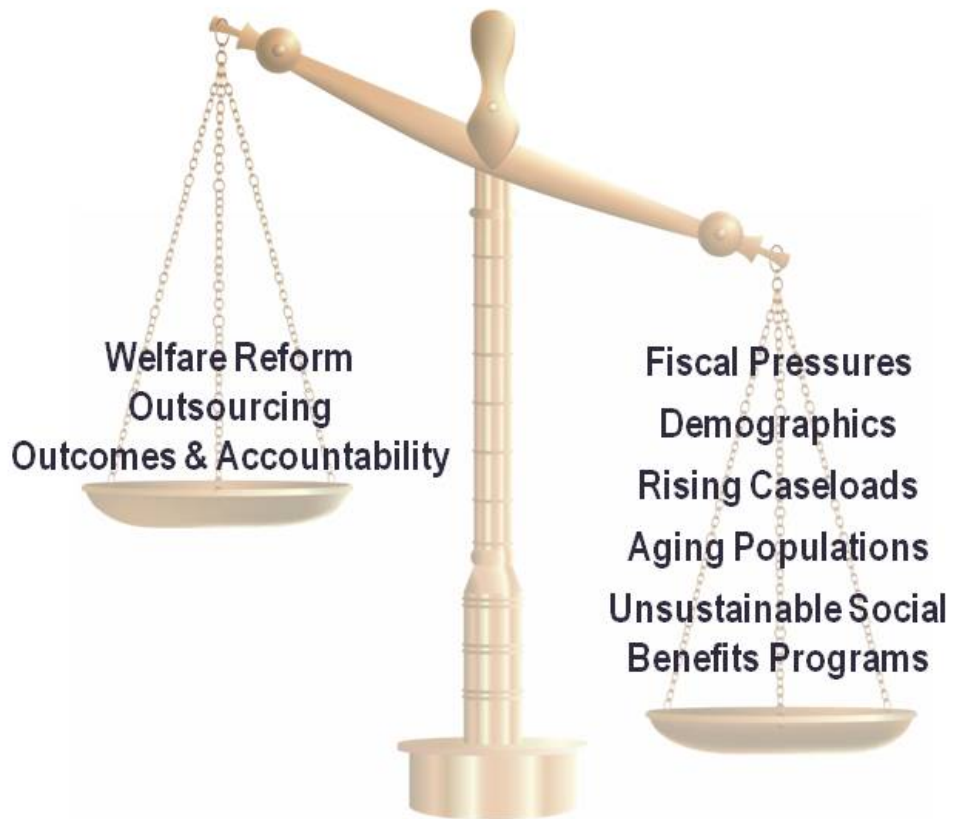 Welfare Reform
Outsourcing
Outcomes & Accountability
Fiscal Pressures
Demographics
Rising Caseloads
Aging Populations
Unsustainable Social
Benefits Programs